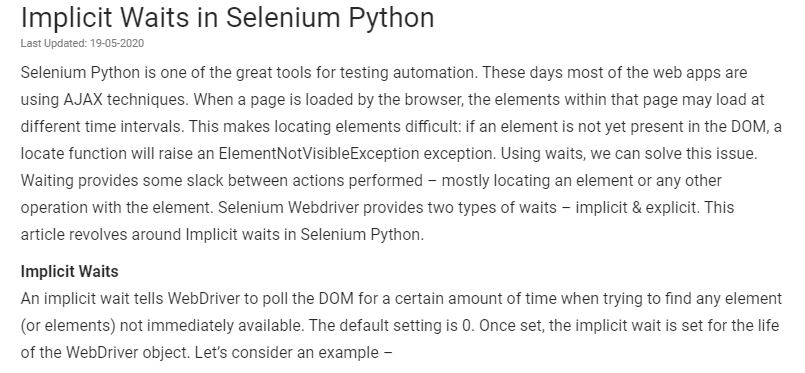 Implicit Waits in Selenium Python
Last Updated: 19-05-2020
Selenium Python is one of the great tools for testing automation. These days most of the web apps are
using AJAX techniques. When a page is loaded by the browser, the elements within that page may load at
different time intervals. This makes locating elements difficult: if an element is not yet present in the DOM, a
locate function will raise an ElementNotVisibleException exception. Using waits, we can solve this issue.
Waiting provides some slack between actions performed – mostly locating an element or any other
operation with the element. Selenium Webdriver provides two types of waits – implicit & explicit. This
article revolves around Implicit waits in Selenium Python.
Implicit Waits
An implicit wait tells WebDriver to poll the DOM for a certain amount of time when trying to find any element
(or elements) not immediately available. The default setting is 0. Once set, the implicit wait is set for the life
of the WebDriver object. Let’s consider an example –